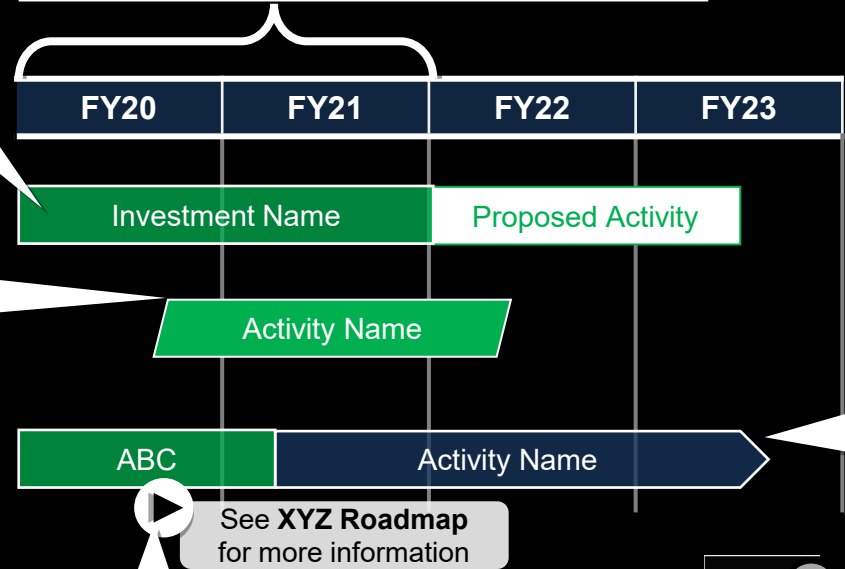 FY20 FY21 FY22 FY23
Investment Name Proposed Activity
Activity Name
ABC Activity Name
See XYZ Roadmap
for more information